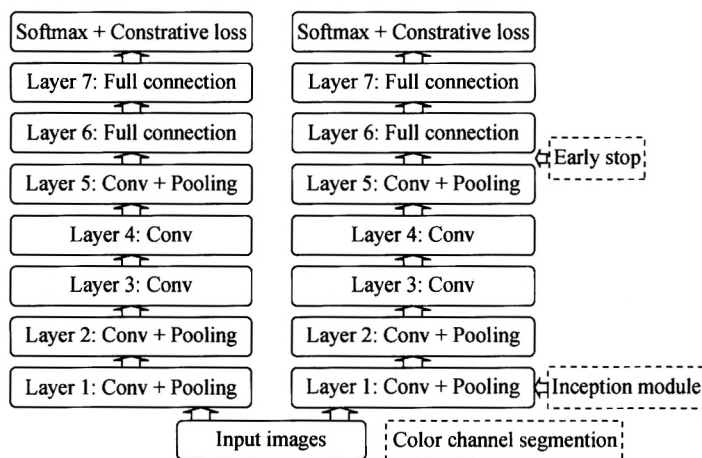 Softmax + Constrative loss
Softmax + Constrative loss
Layer 7: Full connection
Layer 7: Full connection
Layer 6: Full connection
Layer 6: Full connection
Early stop
Layer 5: Conv + Pooling
Layer 5: Conv + Pooling
Layer 4: Conv
Layer 4: Conv
Layer 3: Conv
Layer 3: Conv
Layer 2: Conv + Pooling
Layer 2: Conv + Pooling
Layer 1: Conv + Pooling
Layer 1: Conv + Pooling
Inception module
Input images
Color channel segmention